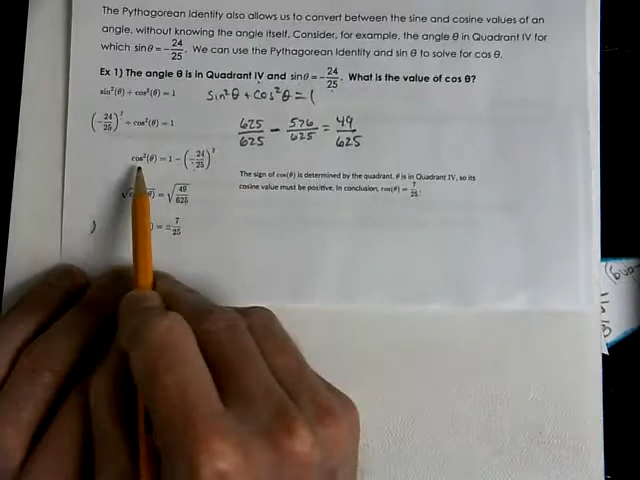 The Pythagorean Identity also allows us to convert between the sine and cosine values of an
angle, without knowing the angle itself. Consider, for example, the angle θ in Quadrant IV for
which sinθ = −24/25. We can use the Pythagorean Identity and sin θ to solve for cos θ.
Ex 1) The angle θ is in Quadrant IV and sinθ = −24/25. What is the value of cos θ?
sin²(θ) + cos²(θ) = 1
sin²θ + cos²θ = 1
(−24/25)² + cos²(θ) = 1
625/625 − 576/625 = 49/625
cos²(θ) = 1 − (−24/25)²
The sign of cos(θ) is determined by the quadrant. θ is in Quadrant IV, so its
cosine value must be positive. In conclusion, cos(θ) = 7/25.
= √49/625
) = ±7/25